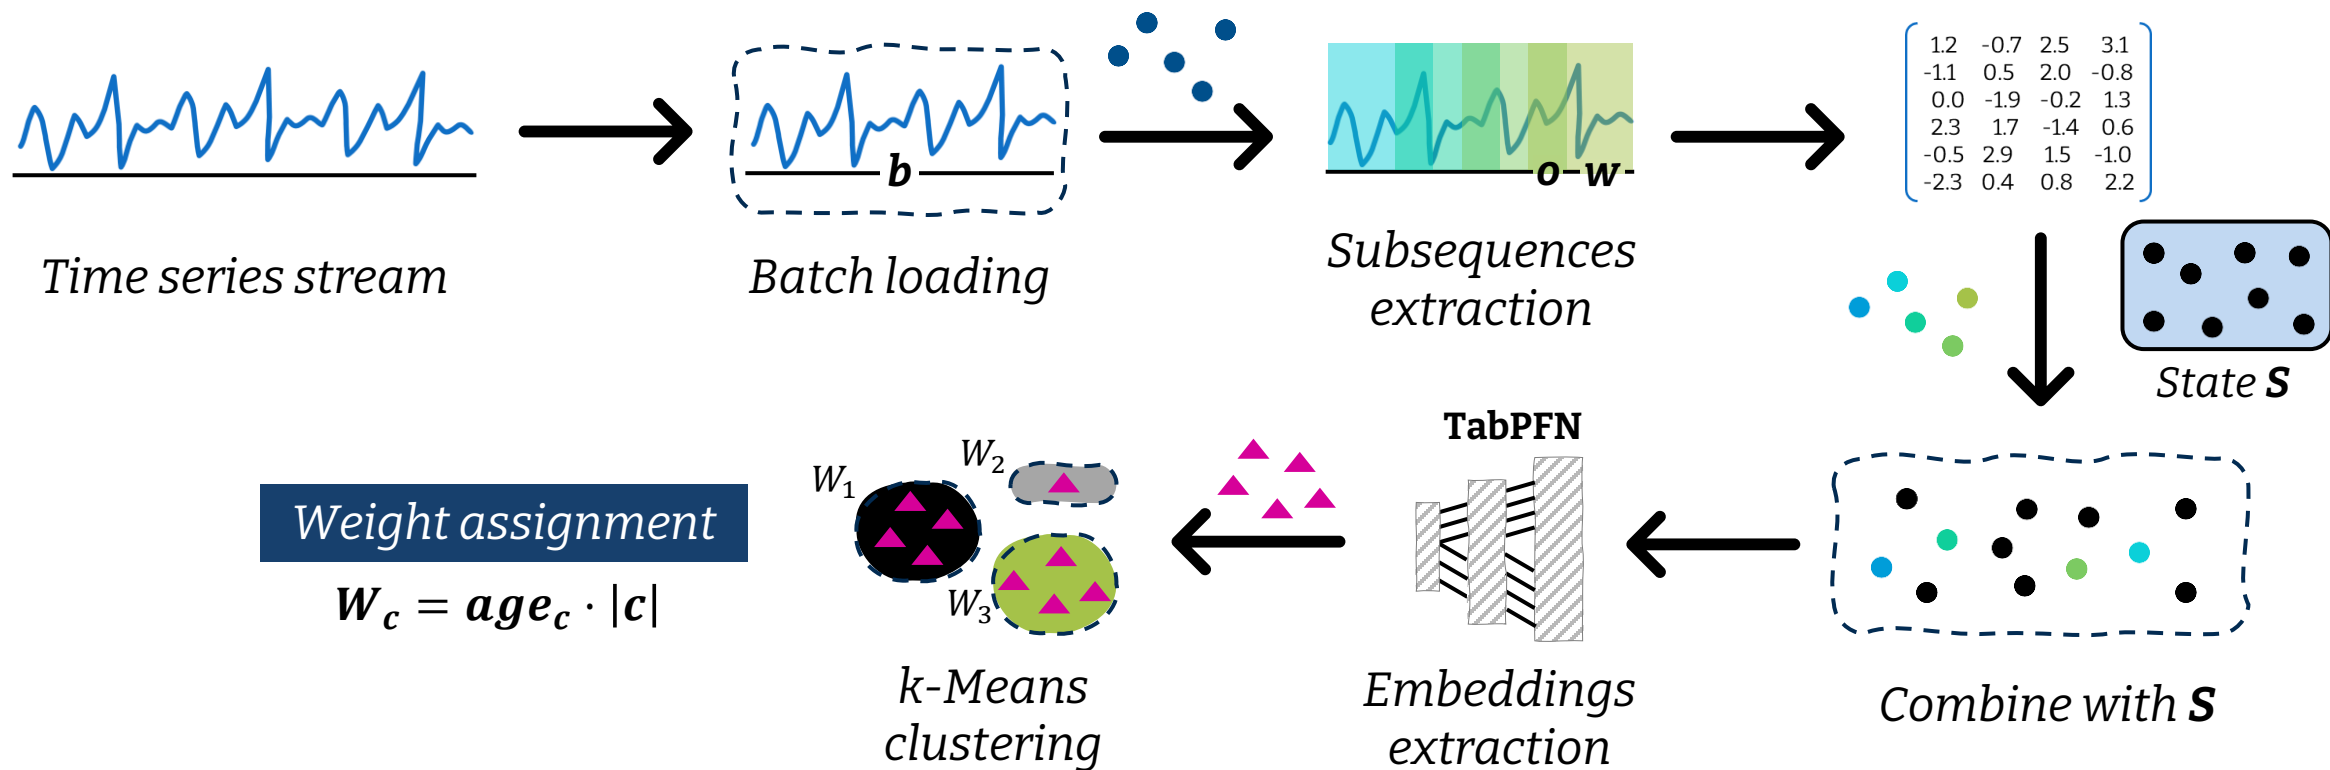 Time series stream
b
Batch loading
o w
Subsequences
extraction
1.2 -0.7 2.5 3.1
-1.1 0.5 2.0 -0.8
0.0 -1.9 -0.2 1.3
2.3 1.7 -1.4 0.6
-0.5 2.9 1.5 -1.0
-2.3 0.4 0.8 2.2
State S
Combine with S
TabPFN
Embeddings
extraction
W₁
W₂
W₃
k-Means
clustering
Weight assignment
W_c = age_c · |c|